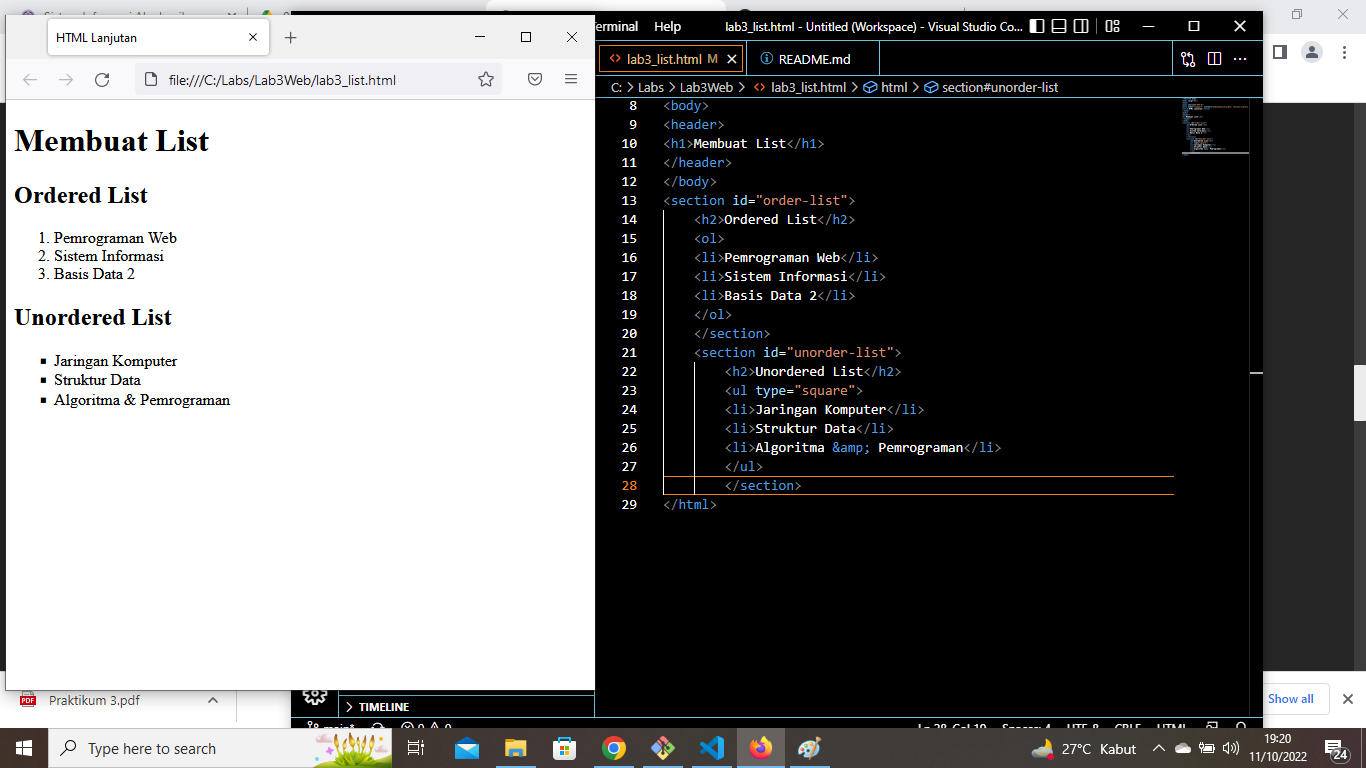 HTML Lanjutan
file:///C:/Labs/Lab3Web/lab3_list.html
Membuat List
Ordered List
1. Pemrograman Web
2. Sistem Informasi
3. Basis Data 2
Unordered List
▪ Jaringan Komputer
▪ Struktur Data
▪ Algoritma & Pemrograman
Terminal Help lab3_list.html - Untitled (Workspace) - Visual Studio Co...
lab3_list.html M README.md
C: > Labs > Lab3Web > lab3_list.html > html > section#unorder-list
8 <body>
9 <header>
10 <h1>Membuat List</h1>
11 </header>
12 </body>
13 <section id="order-list">
14 <h2>Ordered List</h2>
15 <ol>
16 <li>Pemrograman Web</li>
17 <li>Sistem Informasi</li>
18 <li>Basis Data 2</li>
19 </ol>
20 </section>
21 <section id="unorder-list">
22 <h2>Unordered List</h2>
23 <ul type="square">
24 <li>Jaringan Komputer</li>
25 <li>Struktur Data</li>
26 <li>Algoritma &amp; Pemrograman</li>
27 </ul>
28 </section>
29 </html>
TIMELINE
PDF Praktikum 3.pdf
Show all
Type here to search
27°C Kabut
19:20
11/10/2022
24